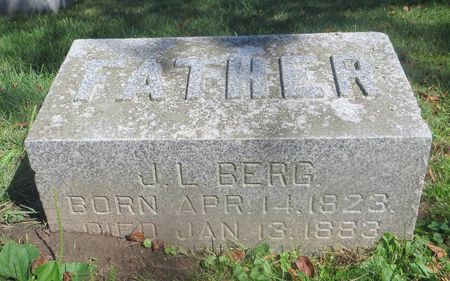 FATHER
J. L BERG.
BORN APR. 14. 1823
DIED JAN 13. 1883.